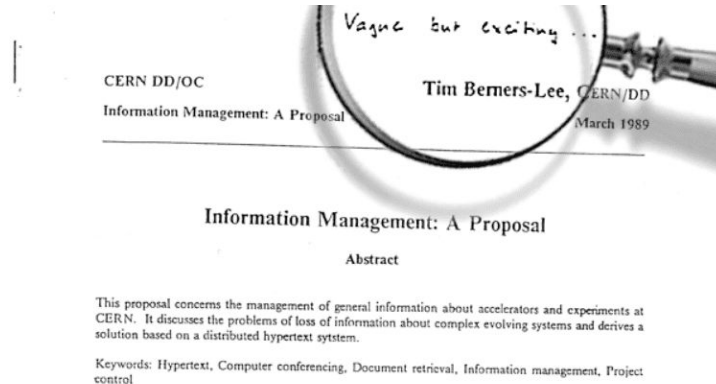 Vague but exciting ...
CERN DD/OC
Tim Berners-Lee, CERN/DD
Information Management: A Proposal
March 1989
Information Management: A Proposal
Abstract
This proposal concerns the management of general information about accelerators and experiments at
CERN. It discusses the problems of loss of information about complex evolving systems and derives a
solution based on a distributed hypertext sytstem.
Keywords: Hypertext, Computer conferencing, Document retrieval, Information management, Project
control